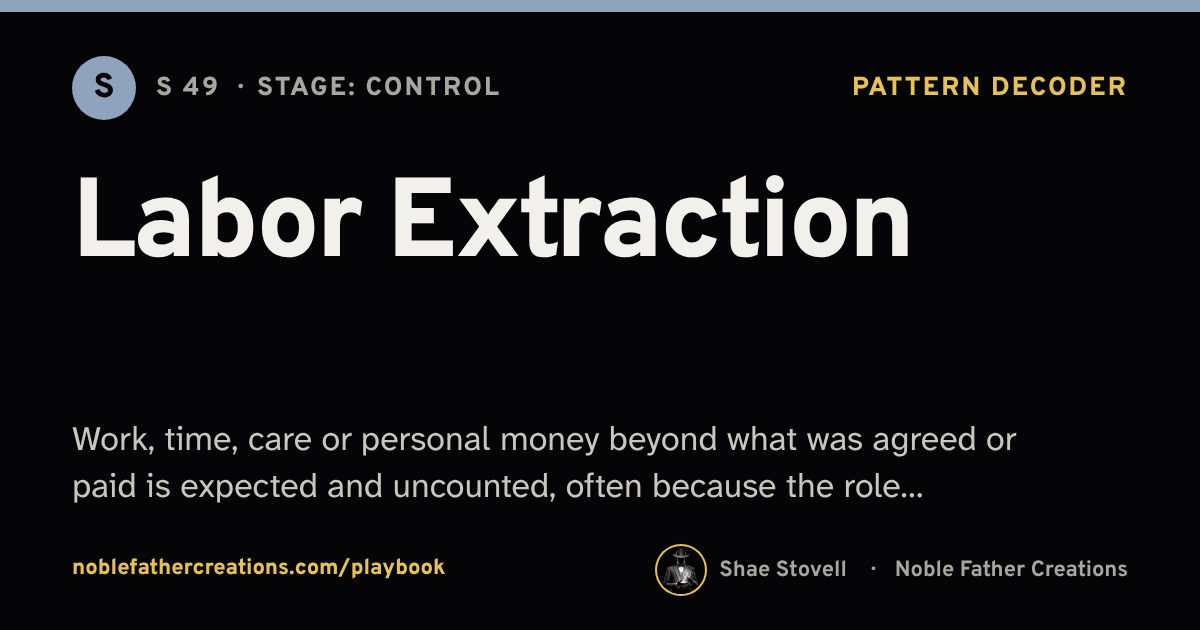 S
S 49 · STAGE: CONTROL
PATTERN DECODER
Labor Extraction
Work, time, care or personal money beyond what was agreed or
paid is expected and uncounted, often because the role...
noblefathercreations.com/playbook
Shae Stovell · Noble Father Creations